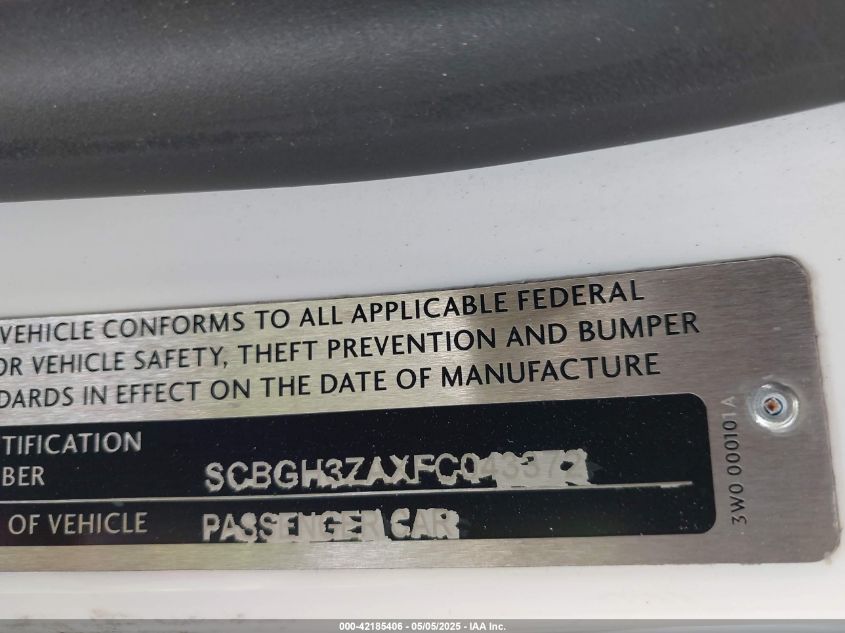 VEHICLE CONFORMS TO ALL APPLICABLE FEDERAL
OR VEHICLE SAFETY, THEFT PREVENTION AND BUMPER
DARDS IN EFFECT ON THE DATE OF MANUFACTURE
TIFICATION
BER SCBGH3ZAXFC043372
OF VEHICLE PASSENGER CAR
3W0 000101 A
000-42185406 - 05/05/2025 - IAA Inc.